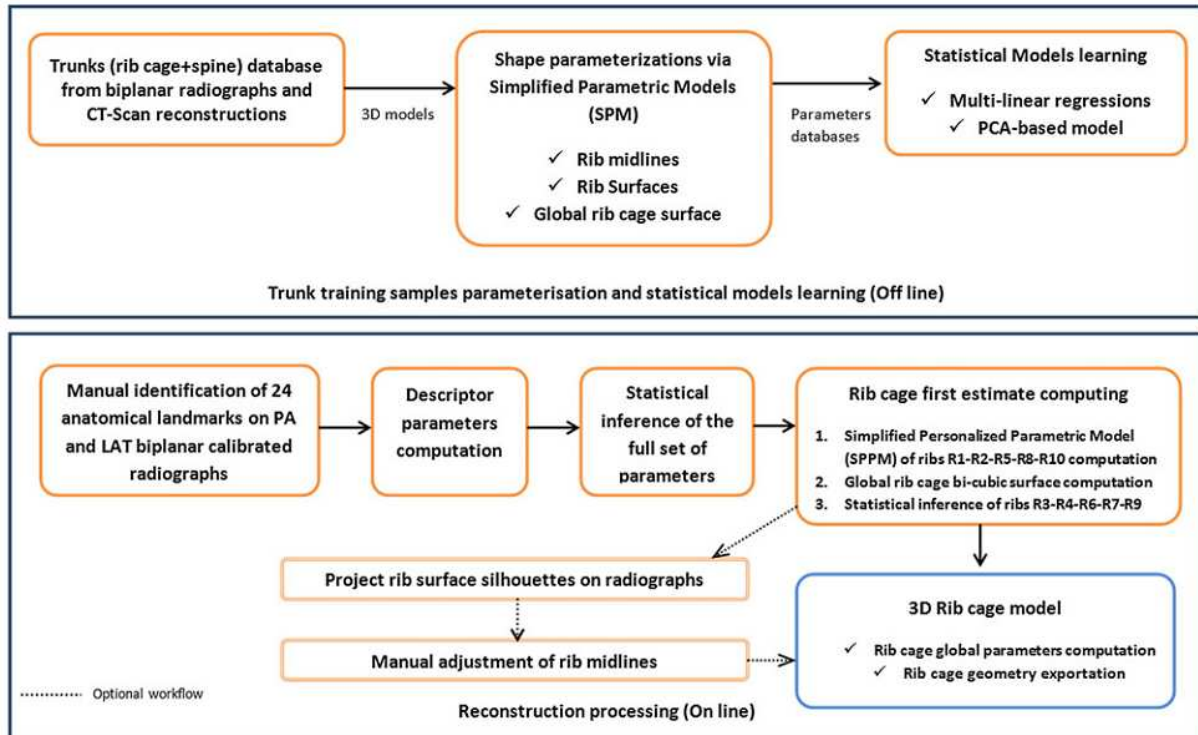 Trunks (rib cage+spine) database
from biplanar radiographs and
CT-Scan reconstructions
3D models
Shape parameterizations via
Simplified Parametric Models
(SPM)
✓ Rib midlines
✓ Rib Surfaces
✓ Global rib cage surface
Parameters
databases
Statistical Models learning
✓ Multi-linear regressions
✓ PCA-based model
Trunk training samples parameterisation and statistical models learning (Off line)
Manual identification of 24
anatomical landmarks on PA
and LAT biplanar calibrated
radiographs
Descriptor
parameters
computation
Statistical
inference of the
full set of
parameters
Rib cage first estimate computing
1. Simplified Personalized Parametric Model
(SPPM) of ribs R1-R2-R5-R8-R10 computation
2. Global rib cage bi-cubic surface computation
3. Statistical inference of ribs R3-R4-R6-R7-R9
Project rib surface silhouettes on radiographs
Manual adjustment of rib midlines
3D Rib cage model
✓ Rib cage global parameters computation
✓ Rib cage geometry exportation
Optional workflow
Reconstruction processing (On line)